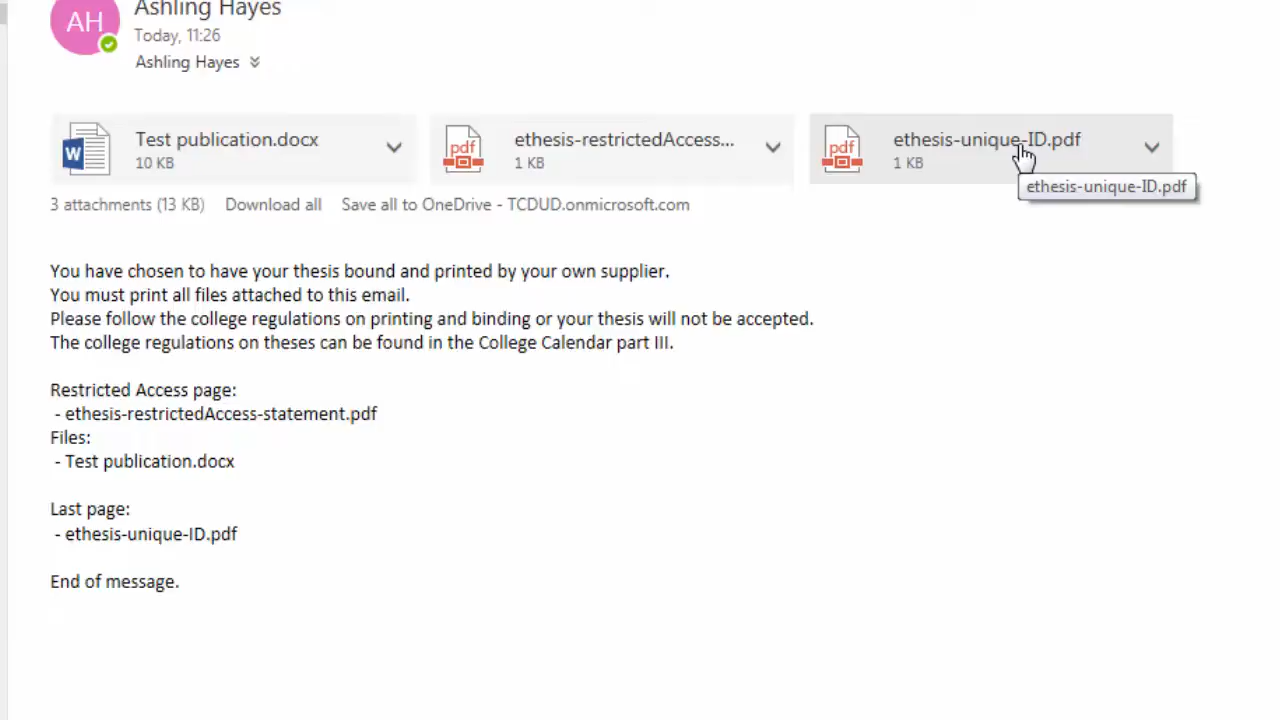 AH
Ashling Hayes
Today, 11:26
Ashling Hayes
W
Test publication.docx
10 KB
pdf
ethesis-restrictedAccess...
1 KB
pdf
ethesis-unique-ID.pdf
1 KB
ethesis-unique-ID.pdf
3 attachments (13 KB) Download all Save all to OneDrive - TCDUD.onmicrosoft.com
You have chosen to have your thesis bound and printed by your own supplier.
You must print all files attached to this email.
Please follow the college regulations on printing and binding or your thesis will not be accepted.
The college regulations on theses can be found in the College Calendar part III.
Restricted Access page:
- ethesis-restrictedAccess-statement.pdf
Files:
- Test publication.docx
Last page:
- ethesis-unique-ID.pdf
End of message.